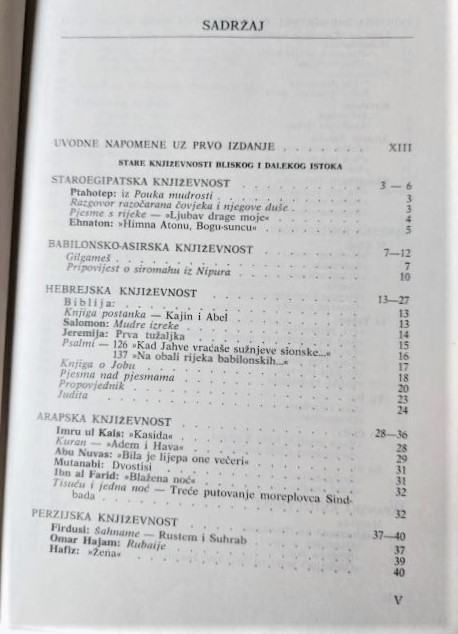 SADRŽAJ
UVODNE NAPOMENE UZ PRVO IZDANJE . . . . . . . XIII
STARE KNJIŽEVNOSTI BLISKOG I DALEKOG ISTOKA
STAROEGIPATSKA KNJIŽEVNOST . . . . . . . 3 — 6
Ptahotep: iz Pouka mudrosti . . . . . . . 3
Razgovor razočarana čovjeka i njegove duše . . . . . . . 3
Pjesme s rijeke — »Ljubav drage moje« . . . . . . . 4
Ehnaton: »Himna Atonu, Bogu-suncu« . . . . . . . 5
BABILONSKO-ASIRSKA KNJIŽEVNOST . . . . . . . 7—12
Gilgameš . . . . . . . 7
Pripovijest o siromahu iz Nipura . . . . . . . 10
HEBREJSKA KNJIŽEVNOST . . . . . . . 13—27
Biblija: . . . . . . . 13
Knjiga postanka — Kajin i Abel . . . . . . . 13
Salomon: Mudre izreke . . . . . . . 14
Jeremija: Prva tužaljka . . . . . . . 15
Psalmi — 126 »Kad Jahve vraćaše sužnjeve sionske...« . . . . . . . 16
137 »Na obali rijeka babilonskih...« . . . . . . . 17
Knjiga o Jobu . . . . . . . 18
Pjesma nad pjesmama . . . . . . . 20
Propovjednik . . . . . . . 23
Judita . . . . . . . 24
ARAPSKA KNJIŽEVNOST . . . . . . . 28—36
Imru ul Kais: »Kasida« . . . . . . . 28
Kuran — »Adem i Hava« . . . . . . . 29
Abu Nuvas: »Bila je lijepa one večeri« . . . . . . . 31
Mutanabi: Dvostisi . . . . . . . 31
Ibn al Farid: »Blažena noć« . . . . . . . 32
Tisuću i jedna noć — Treće putovanje moreplovca Sind-
bada . . . . . . . 32
PERZIJSKA KNJIŽEVNOST . . . . . . . 37—40
Firdusi: Šahname — Rustem i Suhrab . . . . . . . 37
Omar Hajam: Rubaije . . . . . . . 39
Hafiz: »Žena« . . . . . . . 40
V